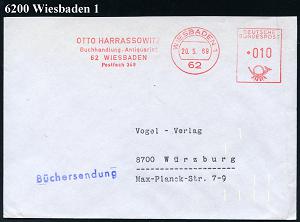 6200 Wiesbaden 1
OTTO HARRASSOWITZ
Buchhandlung · Antiquariat
62 WIESBADEN
Postfach 349
WIESBADEN 1
20. 5. 69
62
DEUTSCHE
BUNDESPOST
*010
Vogel - Verlag
8700 Würzburg
Max-Planck-Str. 7-9
Büchersendung